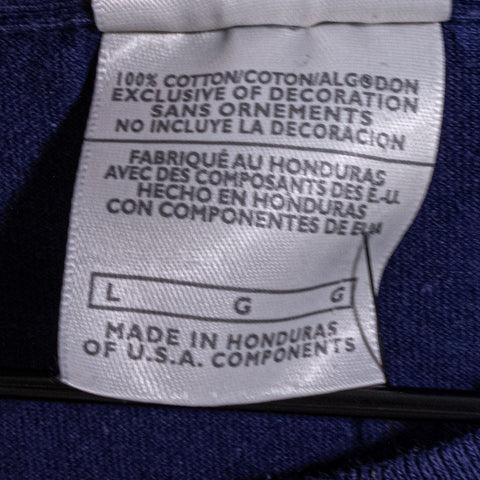 100% COTTON/COTON/ALGODON
EXCLUSIVE OF DECORATION
SANS ORNEMENTS
NO INCLUYE LA DECORACION
FABRIQUÉ AU HONDURAS
AVEC DES COMPOSANTS DES E.-U.
HECHO EN HONDURAS
CON COMPONENTES DE
L G G
MADE IN HONDURAS
OF U.S.A. COMPONENTS